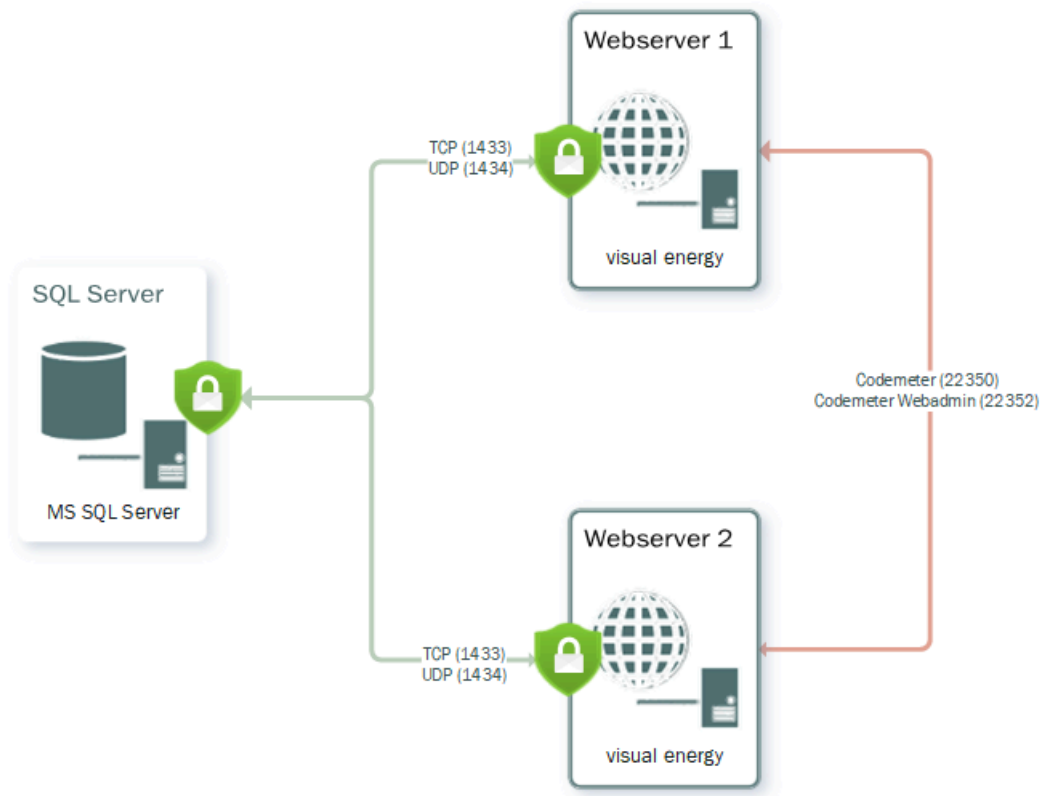 Webserver 1
TCP (1433)
UDP (1434)
visual energy
SQL Server
MS SQL Server
Codemeter (22350)
Codemeter Webadmin (22352)
Webserver 2
TCP (1433)
UDP (1434)
visual energy